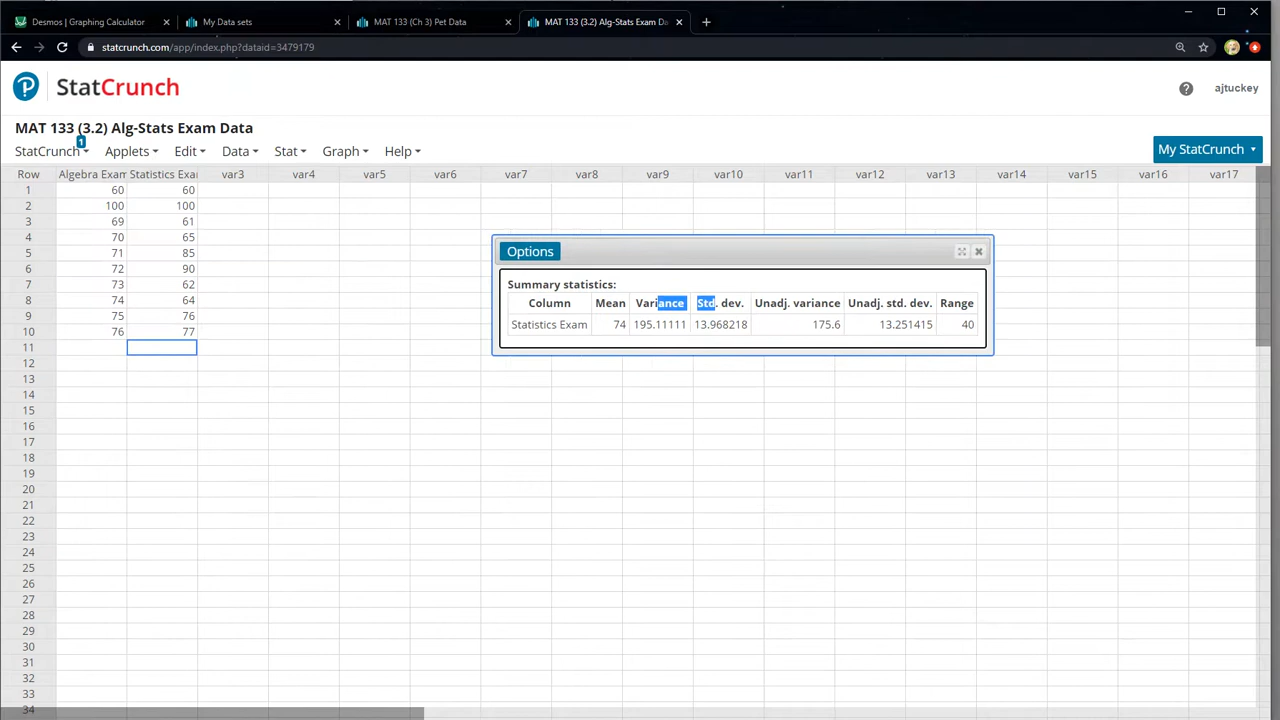 Desmos | Graphing Calculator
My Data sets
MAT 133 (Ch 3) Pet Data
MAT 133 (3.2) Alg-Stats Exam Da
statcrunch.com/app/index.php?dataid=3479179
StatCrunch
ajtuckey
MAT 133 (3.2) Alg-Stats Exam Data
1
StatCrunch Applets Edit Data Stat Graph Help
My StatCrunch
Row Algebra Exam Statistics Exa var3 var4 var5 var6 var7 var8 var9 var10 var11 var12 var13 var14 var15 var16 var17
1 60 60
2 100 100
3 69 61
4 70 65
5 71 85
6 72 90
7 73 62
8 74 64
9 75 76
10 76 77
11
12
13
14
15
16
17
18
19
20
21
22
23
24
25
26
27
28
29
30
31
32
33
34
Options
Summary statistics:
Column Mean Variance Std. dev. Unadj. variance Unadj. std. dev. Range
Statistics Exam 74 195.11111 13.968218 175.6 13.251415 40